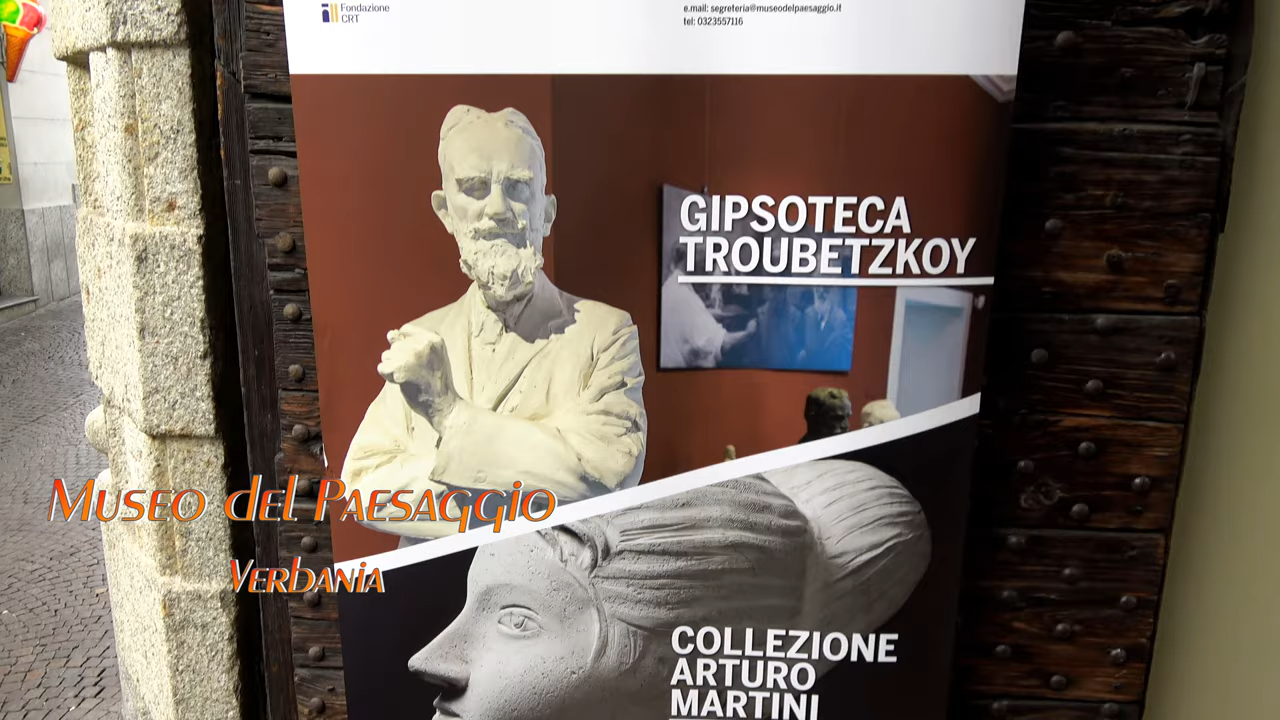 Fondazione
CRT
e.mail: segreteria@museodelpaesaggio.it
tel: 0323557116
GIPSOTECA
TROUBETZKOY
Museo del Paesaggio
Verbania
COLLEZIONE
ARTURO
MARTINI